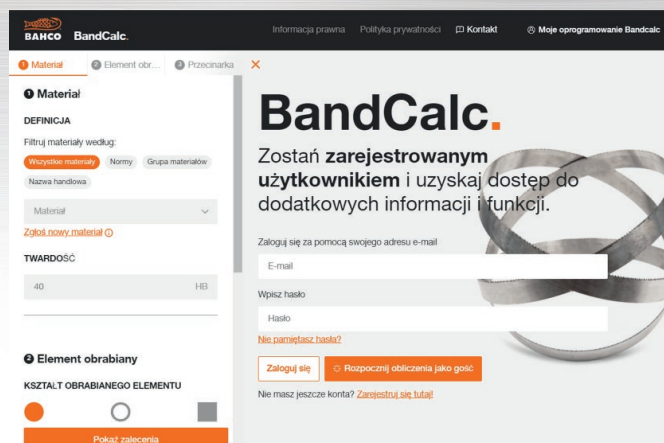 BAHCO BandCalc.
Informacja prawna Polityka prywatności Kontakt Moje oprogramowanie Bandcalc
1 Materiał 2 Element obr... 3 Przecinarka
1 Materiał
DEFINICJA
Filtruj materiały według:
Wszystkie materiały Normy Grupa materiałów
Nazwa handlowa
Materiał
Zgłoś nowy materiał
TWARDOŚĆ
40 HB
2 Element obrabiany
KSZTAŁT OBRABIANEGO ELEMENTU
Pokaż zalecenia
BandCalc.
Zostań zarejestrowanym
użytkownikiem i uzyskaj dostęp do
dodatkowych informacji i funkcji.
Zaloguj się za pomocą swojego adresu e-mail
E-mail
Wpisz hasło
Hasło
Nie pamiętasz hasła?
Zaloguj się Rozpocznij obliczenia jako gość
Nie masz jeszcze konta? Zarejestruj się tutaj!